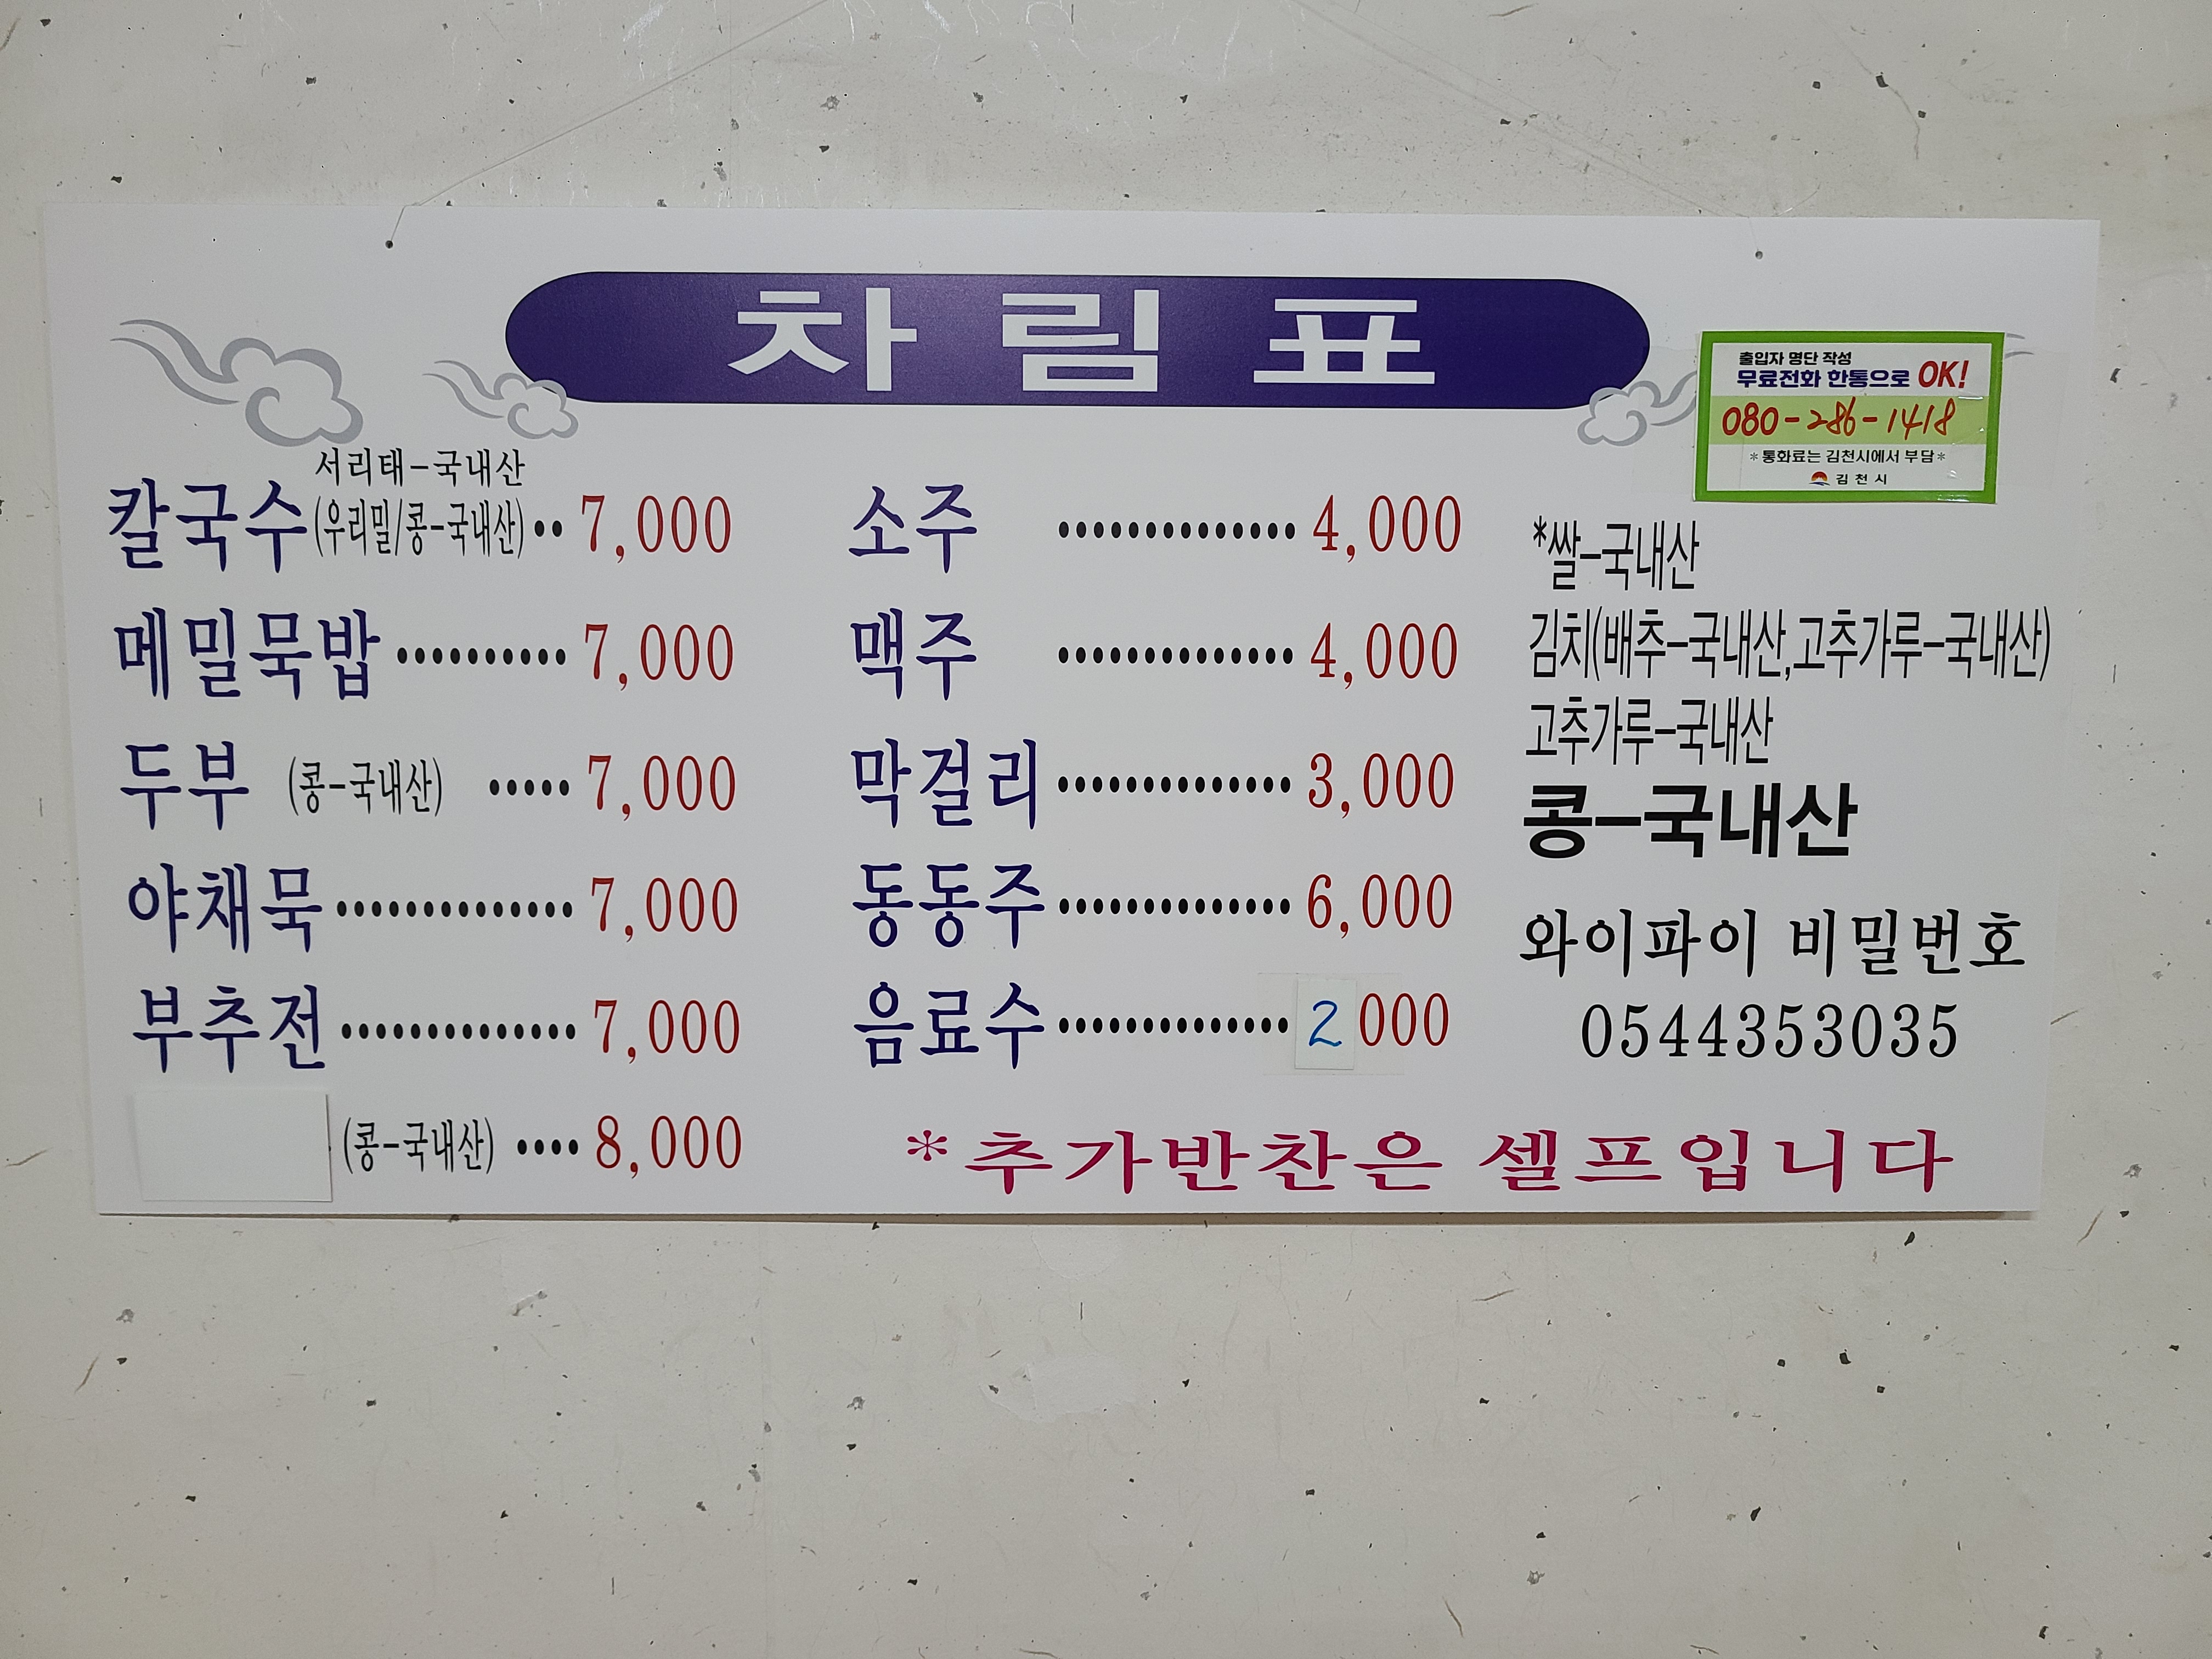 차림표
출입자 명단 작성
무료전화 한통으로 OK!
080-286-1418
*통화료는 김천시에서 부담*
김천시
서리태-국내산
칼국수(우리밀/콩-국내산)··7,000
메밀묵밥··········7,000
두부 (콩-국내산) ·····7,000
야채묵··············7,000
부추전··············7,000
(콩-국내산) ····8,000
소주 ··············4,000
맥주 ··············4,000
막걸리··············3,000
동동주··············6,000
음료수··············2000
*쌀-국내산
김치(배추-국내산,고추가루-국내산)
고추가루-국내산
콩-국내산
와이파이 비밀번호
0544353035
*추가반찬은 셀프입니다